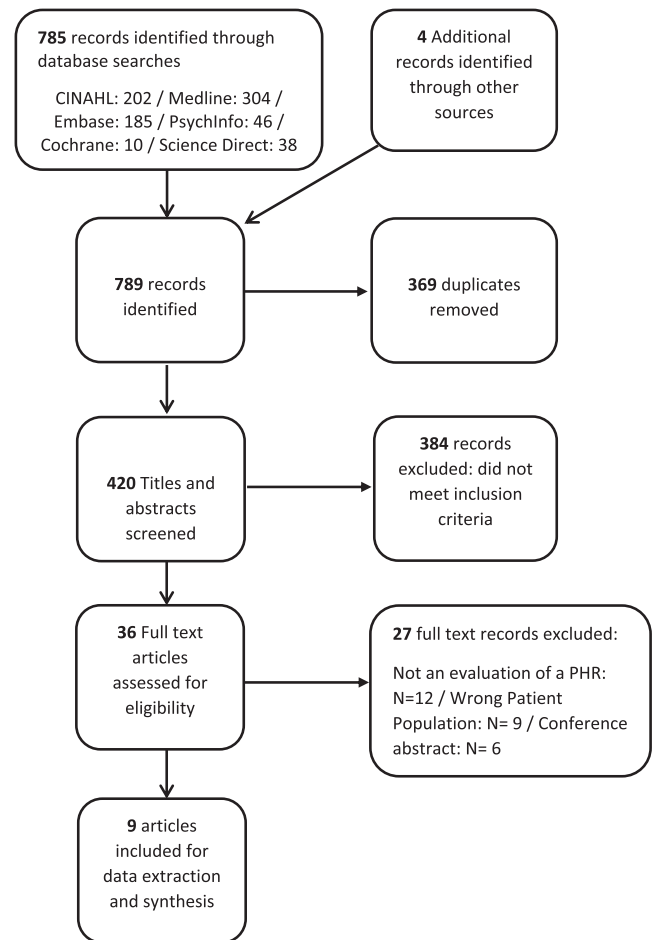 785 records identified through
database searches
CINAHL: 202 / Medline: 304 /
Embase: 185 / PsychInfo: 46 /
Cochrane: 10 / Science Direct: 38
4 Additional
records identified
through other
sources
789 records
identified
369 duplicates
removed
420 Titles and
abstracts
screened
384 records
excluded: did not
meet inclusion
criteria
36 Full text
articles
assessed for
eligibility
27 full text records excluded:
Not an evaluation of a PHR:
N=12 / Wrong Patient
Population: N= 9 / Conference
abstract: N= 6
9 articles
included for
data extraction
and synthesis